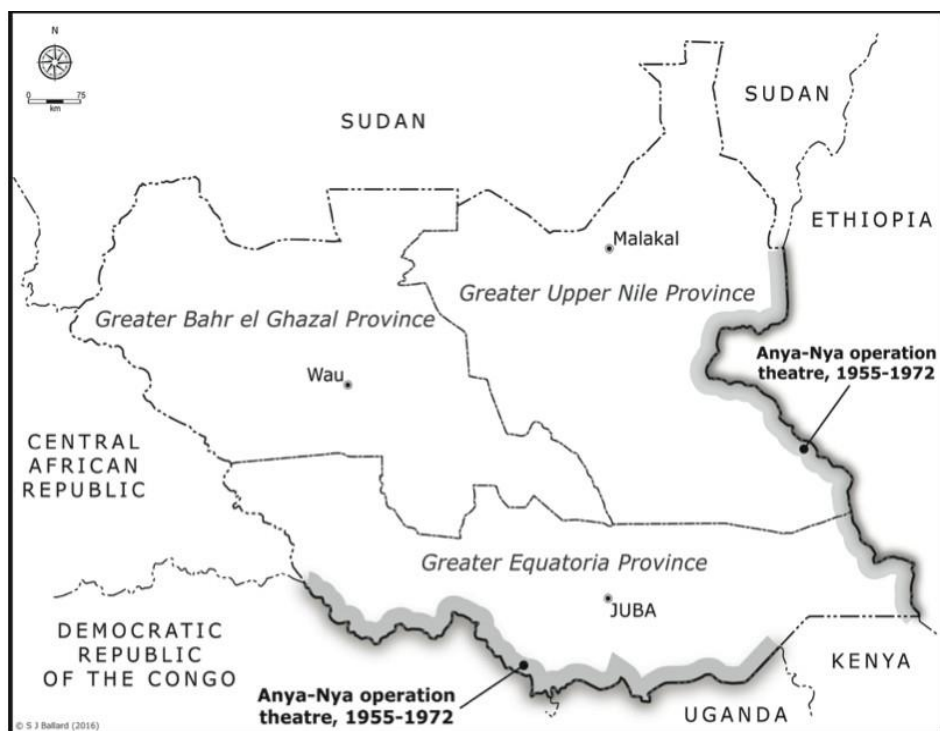 N
0 75
km
SUDAN
SUDAN
ETHIOPIA
Malakal
Greater Upper Nile Province
Greater Bahr el Ghazal Province
Anya-Nya operation
theatre, 1955-1972
Wau
CENTRAL
AFRICAN
REPUBLIC
Greater Equatoria Province
JUBA
DEMOCRATIC
REPUBLIC
OF THE CONGO
KENYA
Anya-Nya operation
theatre, 1955-1972
UGANDA
© S J Ballard (2016)